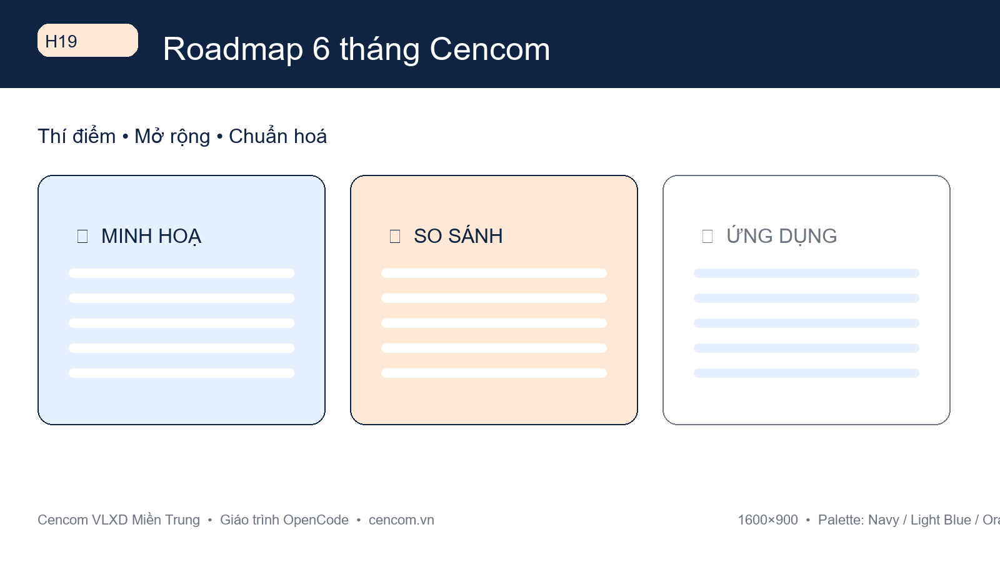 H19
Roadmap 6 tháng Cencom
Thí điểm • Mở rộng • Chuẩn hoá
MINH HOẠ
SO SÁNH
ỨNG DỤNG
Cencom VLXD Miền Trung • Giáo trình OpenCode • cencom.vn
1600×900 • Palette: Navy / Light Blue / Ora